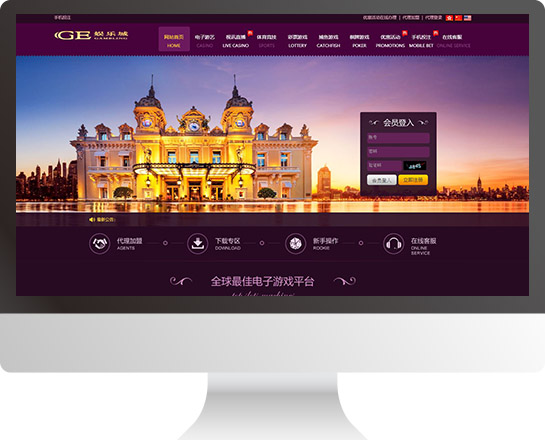 手机投注
优惠活动在线办理 | 代理加盟 | 代理登录
GE 娱乐城
GAMBLING
网站首页 电子游艺 视讯直播 体育竞技 彩票游戏 捕鱼游戏 棋牌游戏 优惠活动 手机投注 在线客服
HOME CASINO LIVE CASINO SPORTS LOTTERY CATCHFISH POKER PROMOTIONS MOBILE BET ONLINE SERVICE
会员登入
账号
密码
验证码
会员登入 立即注册
最新公告:
代理加盟 下载专区 新手操作 在线客服
AGENTS DOWNLOAD ROOKIE ONLINE SERVICE
全球最佳电子游戏平台